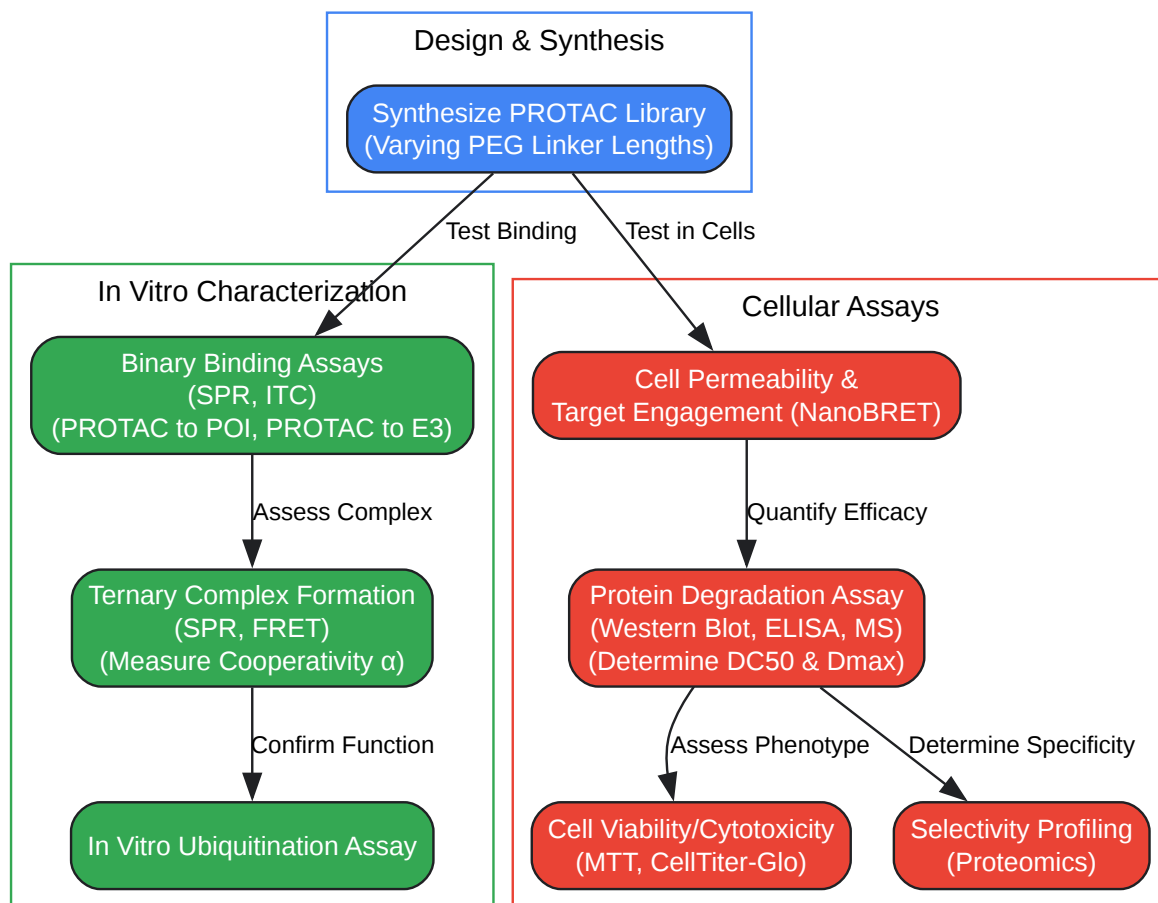 Design & Synthesis
Synthesize PROTAC Library
(Varying PEG Linker Lengths)
Test Binding
Test in Cells
In Vitro Characterization
Binary Binding Assays
(SPR, ITC)
(PROTAC to POI, PROTAC to E3)
Assess Complex
Ternary Complex Formation
(SPR, FRET)
(Measure Cooperativity α)
Confirm Function
In Vitro Ubiquitination Assay
Cellular Assays
Cell Permeability &
Target Engagement (NanoBRET)
Quantify Efficacy
Protein Degradation Assay
(Western Blot, ELISA, MS)
(Determine DC50 & Dmax)
Assess Phenotype
Determine Specificity
Cell Viability/Cytotoxicity
(MTT, CellTiter-Glo)
Selectivity Profiling
(Proteomics)